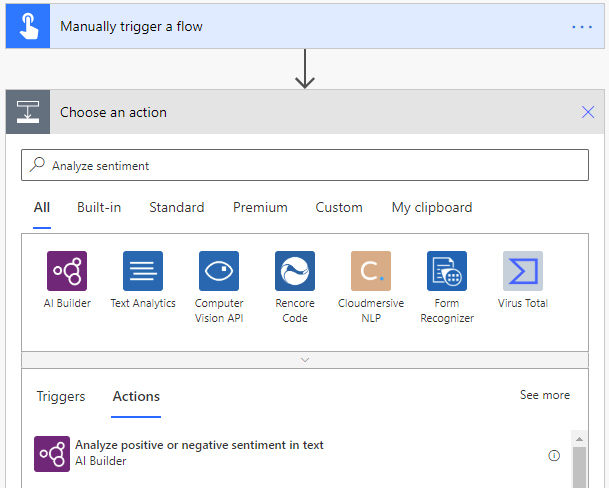 Manually trigger a flow
Choose an action
Analyze sentiment
All Built-in Standard Premium Custom My clipboard
AI Builder Text Analytics Computer Vision API Rencore Code Cloudmersive NLP Form Recognizer Virus Total
Triggers Actions See more
Analyze positive or negative sentiment in text
AI Builder